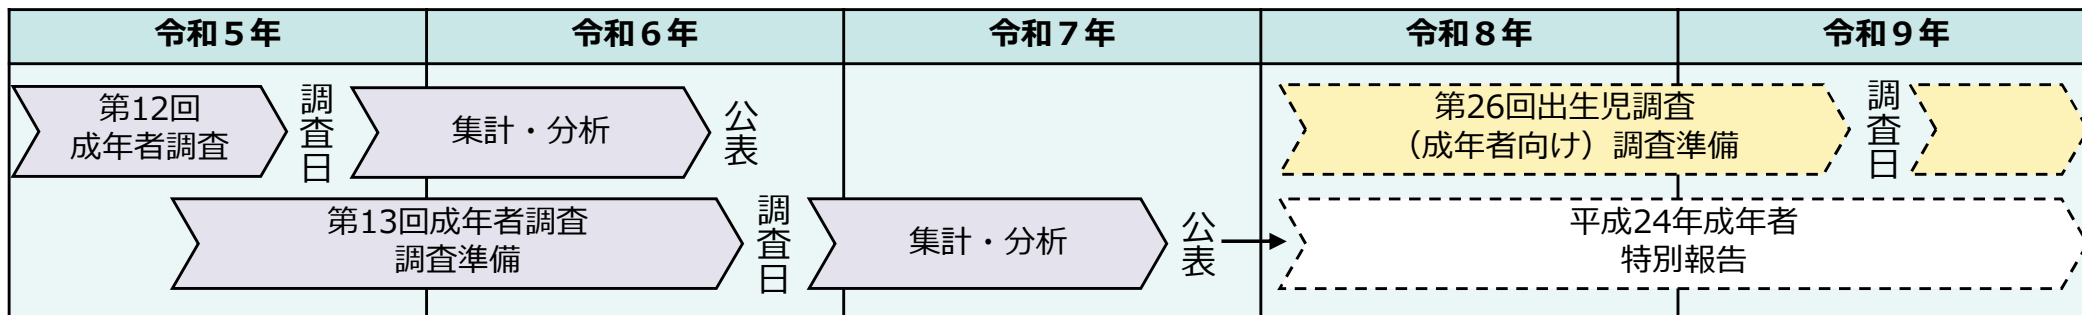 令和５年
令和６年
令和７年
令和８年
令和９年
第12回
成年者調査
調査日
集計・分析
公表
第26回出生児調査
（成年者向け）調査準備
調査日
第13回成年者調査
調査準備
調査日
集計・分析
公表
平成24年成年者
特別報告